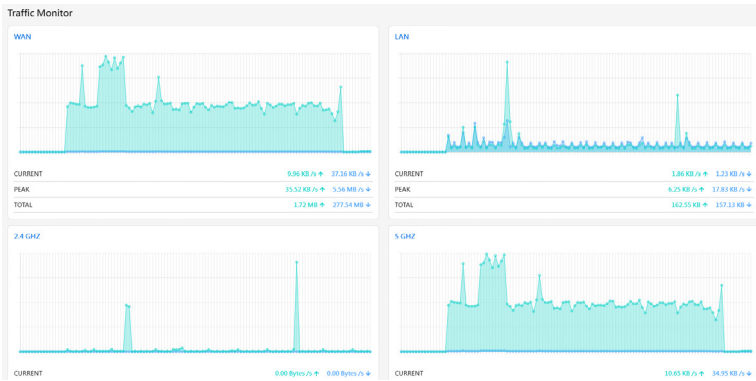 Traffic Monitor
WAN
CURRENT 9.96 KB /s ↑ 37.16 KB /s ↓
PEAK 35.52 KB /s ↑ 5.56 MB /s ↓
TOTAL 1.72 MB ↑ 277.54 MB ↓
LAN
CURRENT 1.86 KB /s ↑ 1.23 KB /s ↓
PEAK 6.25 KB /s ↑ 17.83 KB /s ↓
TOTAL 162.55 KB ↑ 157.13 KB ↓
2.4 GHZ
CURRENT 0.00 Bytes /s ↑ 0.00 Bytes /s ↓
5 GHZ
CURRENT 10.65 KB /s ↑ 34.95 KB /s ↓